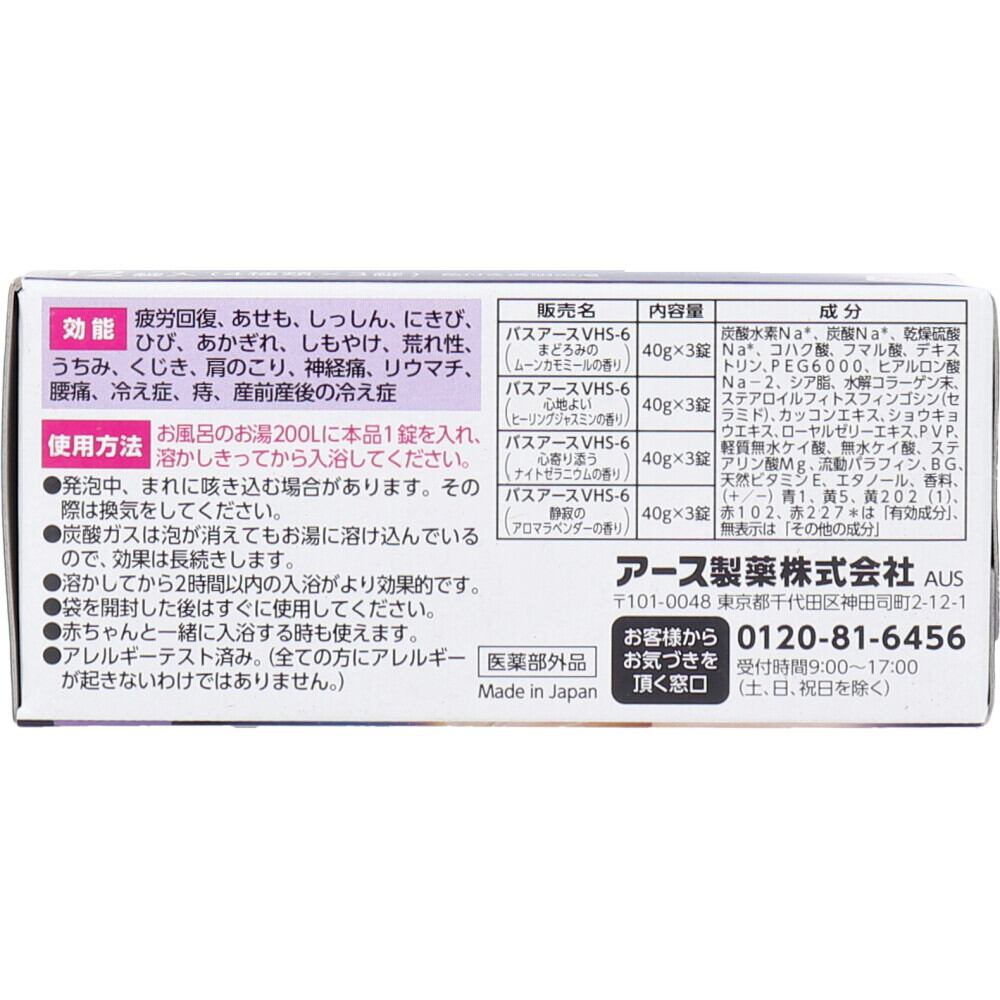 12錠入（4種類×3錠）
効能
疲労回復、あせも、しっしん、にきび、
ひび、あかぎれ、しもやけ、荒れ性、
うちみ、くじき、肩のこり、神経痛、リウマチ、
腰痛、冷え症、痔、産前産後の冷え症
使用方法
お風呂のお湯200Lに本品1錠を入れ、
溶かしきってから入浴してください。
●発泡中、まれに咳き込む場合があります。その
際は換気をしてください。
●炭酸ガスは泡が消えてもお湯に溶け込んでいる
ので、効果は長続きします。
●溶かしてから2時間以内の入浴がより効果的です。
●袋を開封した後はすぐに使用してください。
●赤ちゃんと一緒に入浴する時も使えます。
●アレルギーテスト済み。（全ての方にアレルギー
が起きないわけではありません。）
医薬部外品
Made in Japan
販売名 内容量 成分
バスアースVHS-6
（まどろみの
ムーンカモミールの香り）
40g×3錠
バスアースVHS-6
（心地よい
ヒーリングジャスミンの香り）
40g×3錠
バスアースVHS-6
（心寄り添う
ナイトゼラニウムの香り）
40g×3錠
バスアースVHS-6
（静寂の
アロマラベンダーの香り）
40g×3錠
炭酸水素Na*、炭酸Na*、乾燥硫酸
Na*、コハク酸、フマル酸、デキス
トリン、PEG6000、ヒアルロン酸
Na－2、シア脂、水解コラーゲン末、
ステアロイルフィトスフィンゴシン（セ
ラミド）、カッコンエキス、ショウキョ
ウエキス、ローヤルゼリーエキス、PVP、
軽質無水ケイ酸、無水ケイ酸、ステ
アリン酸Mg、流動パラフィン、BG、
天然ビタミンE、エタノール、香料、
（+/−）青1、黄5、黄202（1）、
赤102、赤227＊は「有効成分」、
無表示は「その他の成分」
アース製薬株式会社 AUS
〒101-0048 東京都千代田区神田司町2-12-1
お客様から
お気づきを
頂く窓口
0120-81-6456
受付時間9:00～17:00
（土、日、祝日を除く）